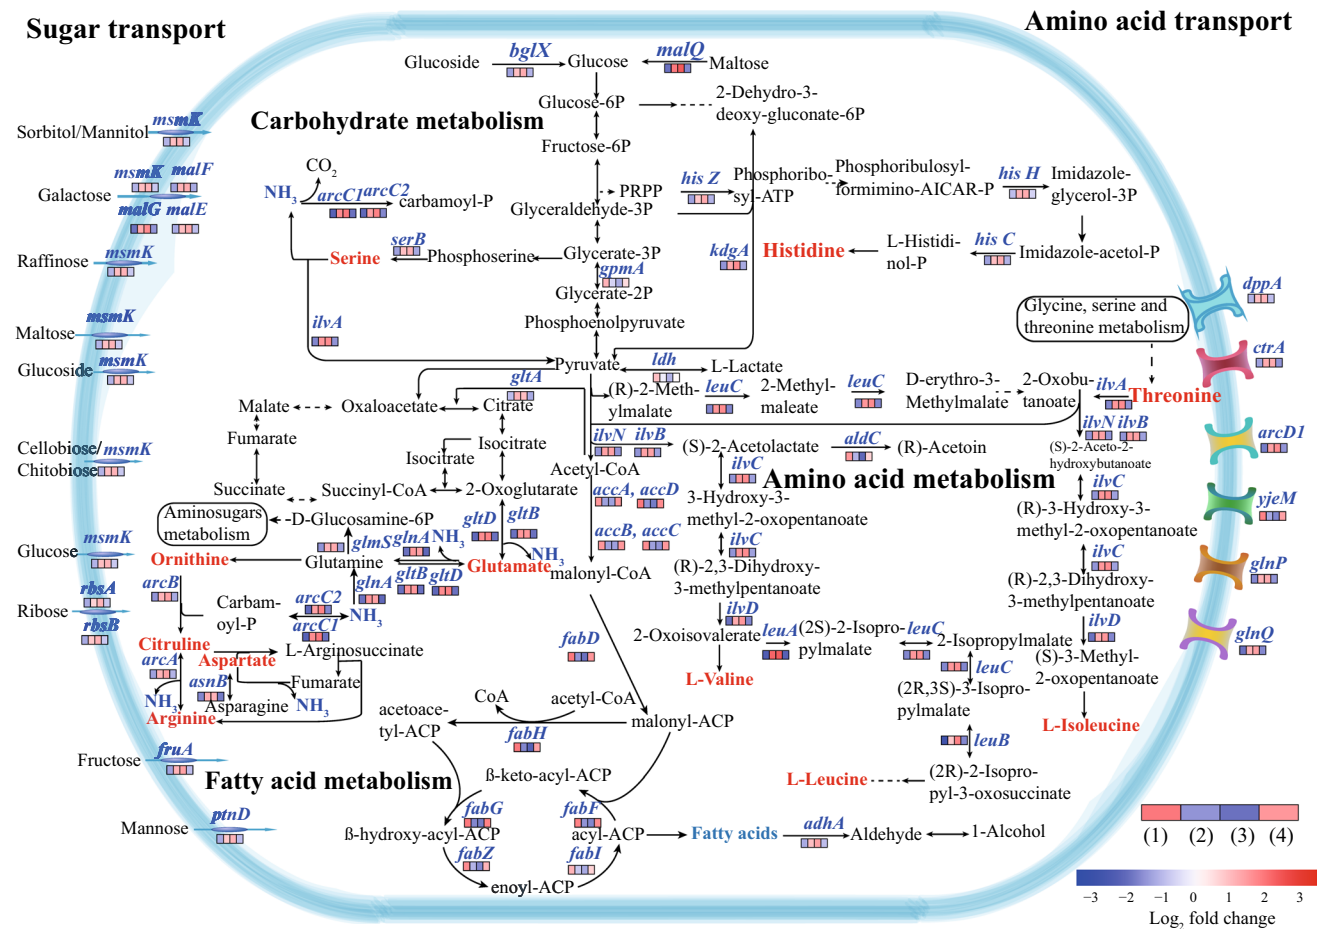 Sugar transport
Amino acid transport
Carbohydrate metabolism
Amino acid metabolism
Fatty acid metabolism
Glucoside
bglX
Glucose
malQ
Maltose
Glucose-6P
2-Dehydro-3-
deoxy-gluconate-6P
Fructose-6P
PRPP
his Z
Phosphoribo-
syl-ATP
Phosphoribulosyl-
formimino-AICAR-P
his H
Imidazole-
glycerol-3P
Glyceraldehyde-3P
CO2
NH3
arcC1
arcC2
carbamoyl-P
Serine
serB
Phosphoserine
Glycerate-3P
gpmA
Glycerate-2P
Phosphoenolpyruvate
kdgA
Histidine
L-Histidi-
nol-P
his C
Imidazole-acetol-P
ilvA
Pyruvate
ldh
L-Lactate
Glycine, serine and
threonine metabolism
Sorbitol/Mannitol
msmK
Galactose
msmK
malF
malG
malE
Raffinose
msmK
Maltose
msmK
Glucoside
msmK
Cellobiose/
Chitobiose
msmK
Glucose
msmK
Ribose
rbsA
rbsB
Fructose
fruA
Mannose
ptnD
dppA
ctrA
arcD1
yjeM
glnP
glnQ
(R)-2-Meth-
ylmalate
leuC
2-Methyl-
maleate
leuC
D-erythro-3-
Methylmalate
2-Oxobu-
tanoate
ilvA
Threonine
gltA
Malate
Oxaloacetate
Citrate
Fumarate
Isocitrate
Isocitrate
Succinate
Succinyl-CoA
2-Oxoglutarate
ilvN
ilvB
(S)-2-Acetolactate
aldC
(R)-Acetoin
Acetyl-CoA
accA, accD
accB, accC
malonyl-CoA
ilvC
3-Hydroxy-3-
methyl-2-oxopentanoate
ilvC
(R)-2,3-Dihydroxy-
3-methylpentanoate
ilvD
2-Oxoisovalerate
L-Valine
ilvN
ilvB
(S)-2-Aceto-2-
hydroxybutanoate
ilvC
(R)-3-Hydroxy-3-
methyl-2-oxopentanoate
ilvC
(R)-2,3-Dihydroxy-
3-methylpentanoate
ilvD
(S)-3-Methyl-
2-oxopentanoate
L-Isoleucine
leuA
(2S)-2-Isopro-
pylmalate
leuC
2-Isopropylmalate
leuC
(2R,3S)-3-Isopro-
pylmalate
leuB
(2R)-2-Isopro-
pyl-3-oxosuccinate
L-Leucine
Aminosugars
metabolism
D-Glucosamine-6P
glmS
glnA
NH3
gltD
gltB
NH3
Ornithine
Glutamine
Glutamate
glnA
gltB
gltD
arcB
Carbam-
oyl-P
arcC2
arcC1
NH3
Citruline
Aspartate
L-Arginosuccinate
arcA
asnB
Fumarate
NH3
Asparagine
NH3
Arginine
fabD
CoA
acetyl-CoA
acetoace-
tyl-ACP
fabH
malonyl-ACP
ß-keto-acyl-ACP
fabG
fabF
ß-hydroxy-acyl-ACP
acyl-ACP
fabZ
fabI
enoyl-ACP
Fatty acids
adhA
Aldehyde
1-Alcohol
(1)
(2)
(3)
(4)
−3
−2
−1
0
1
2
3
Log2 fold change